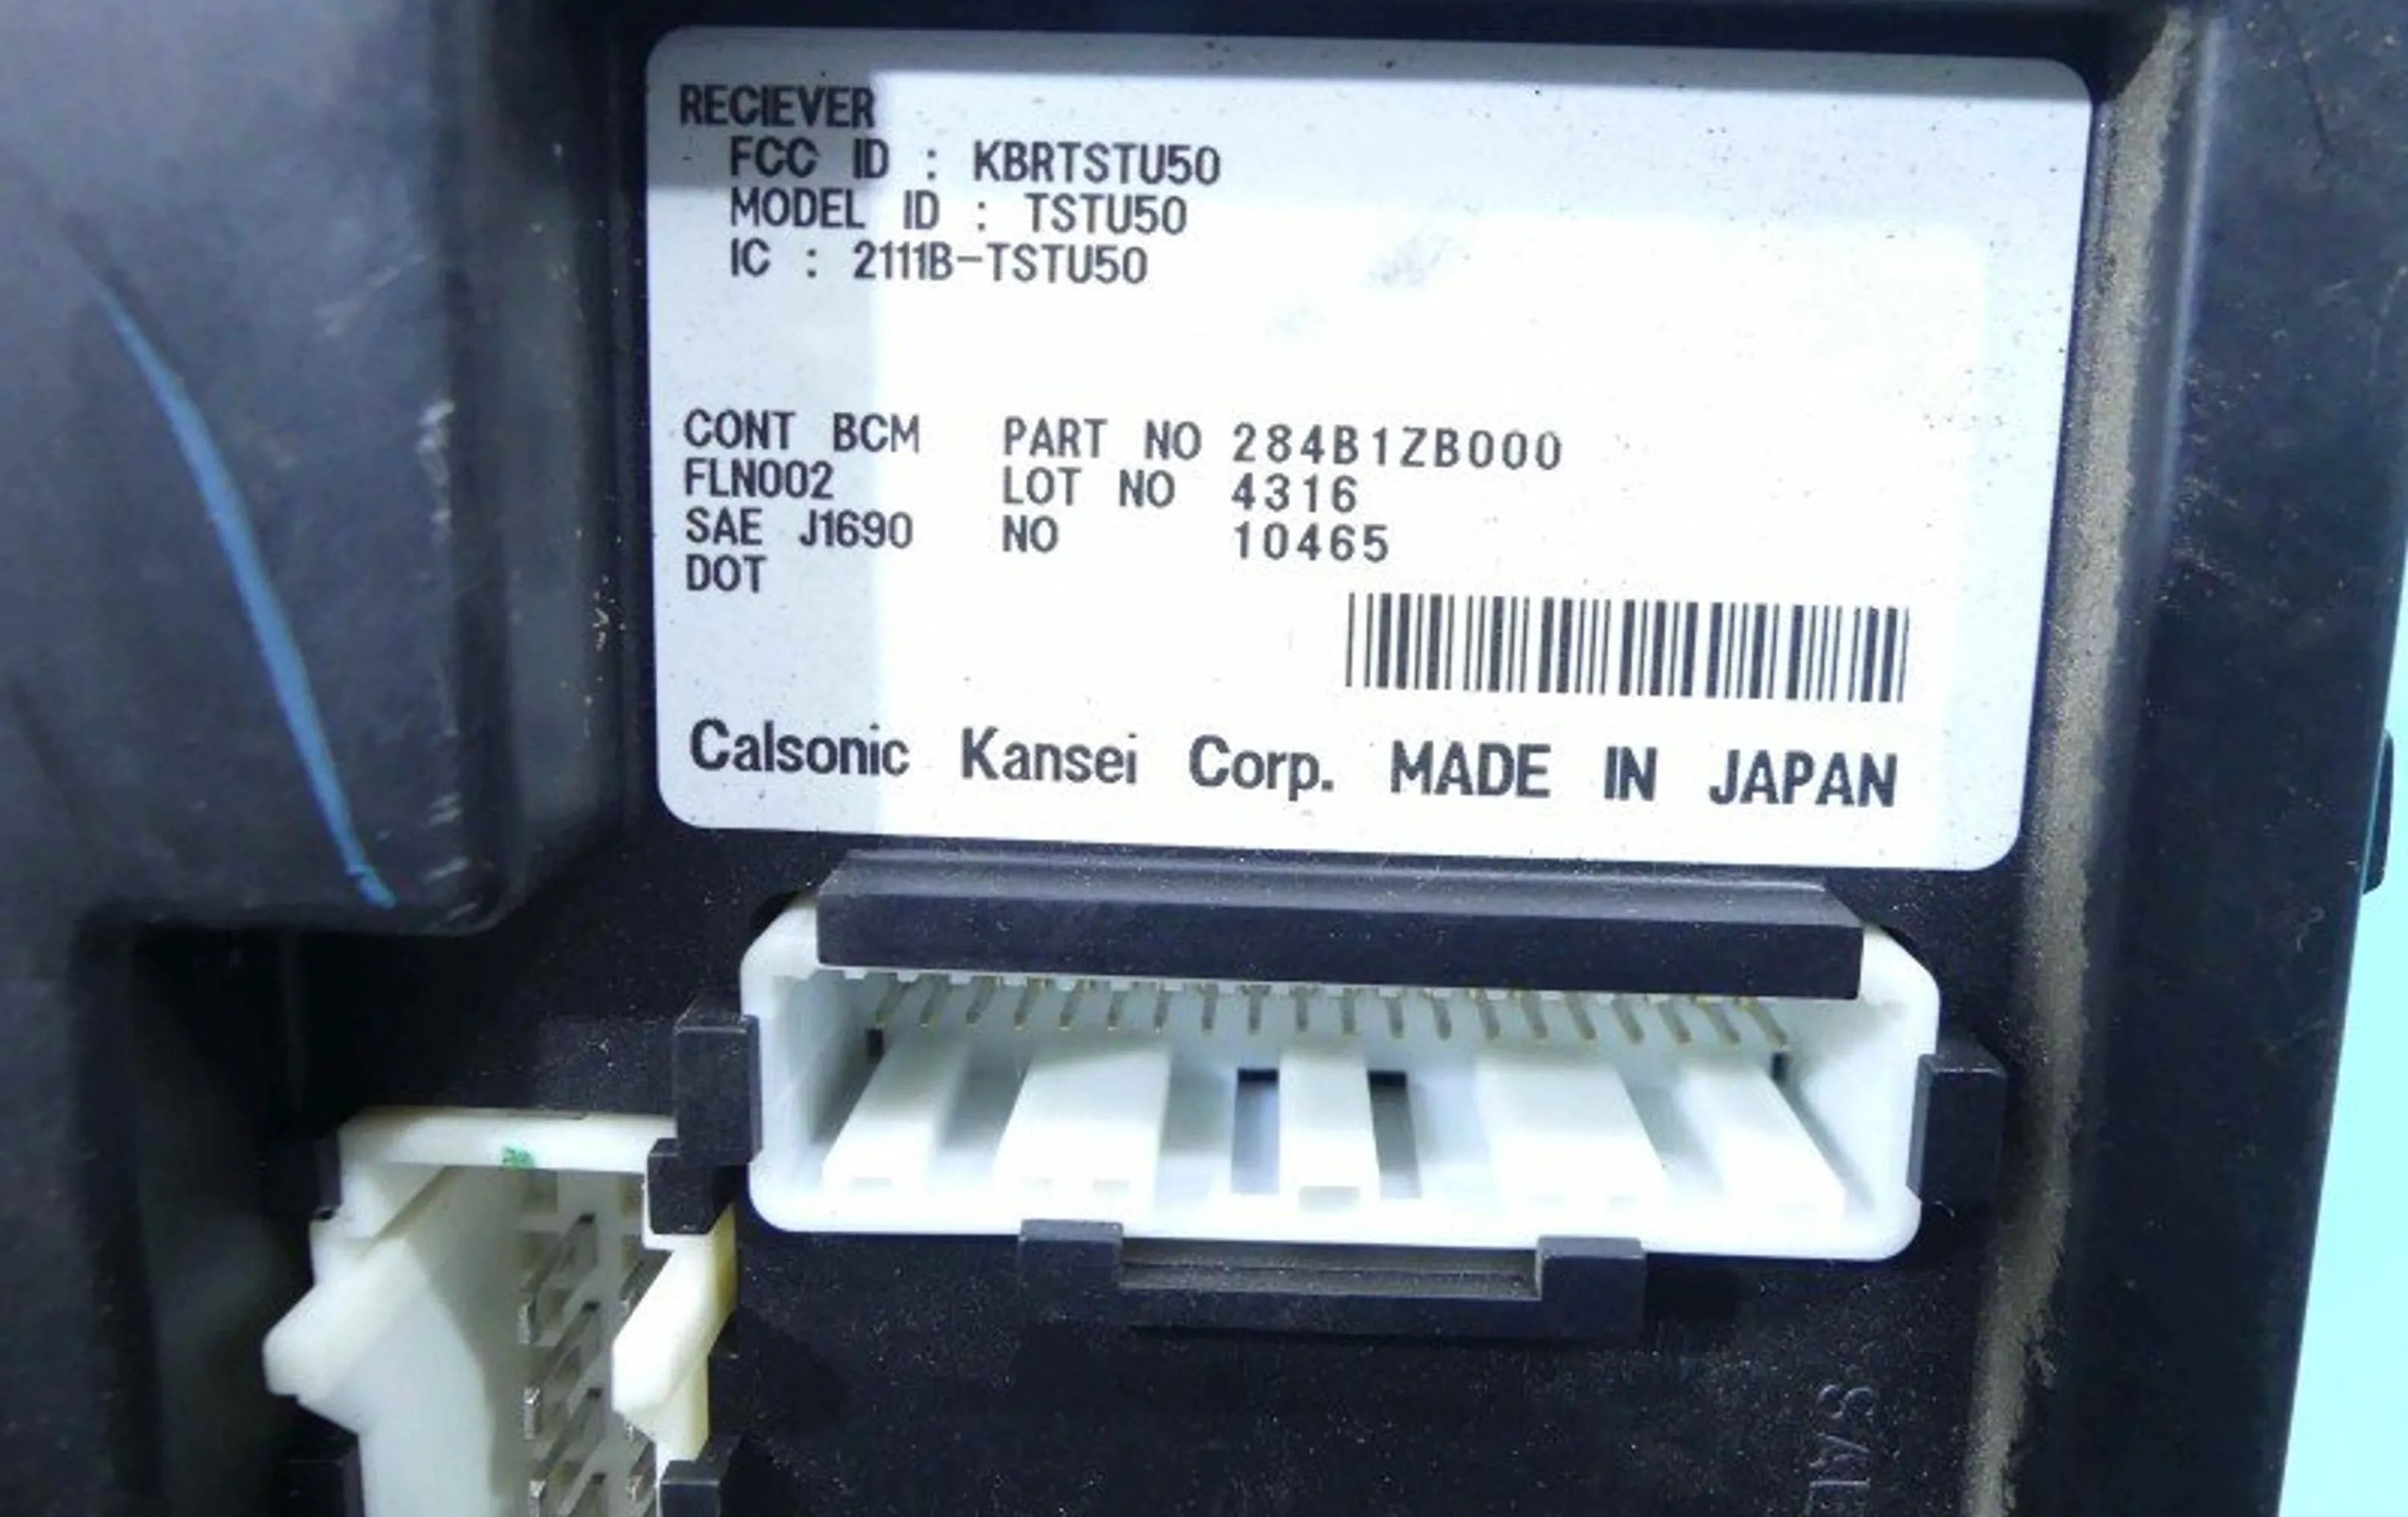 RECIEVER
FCC ID : KBRTSTU50
MODEL ID : TSTU50
IC : 2111B-TSTU50
CONT BCM PART NO 284B1ZB000
FLN002 LOT NO 4316
SAE J1690 NO 10465
DOT
Calsonic Kansei Corp. MADE IN JAPAN